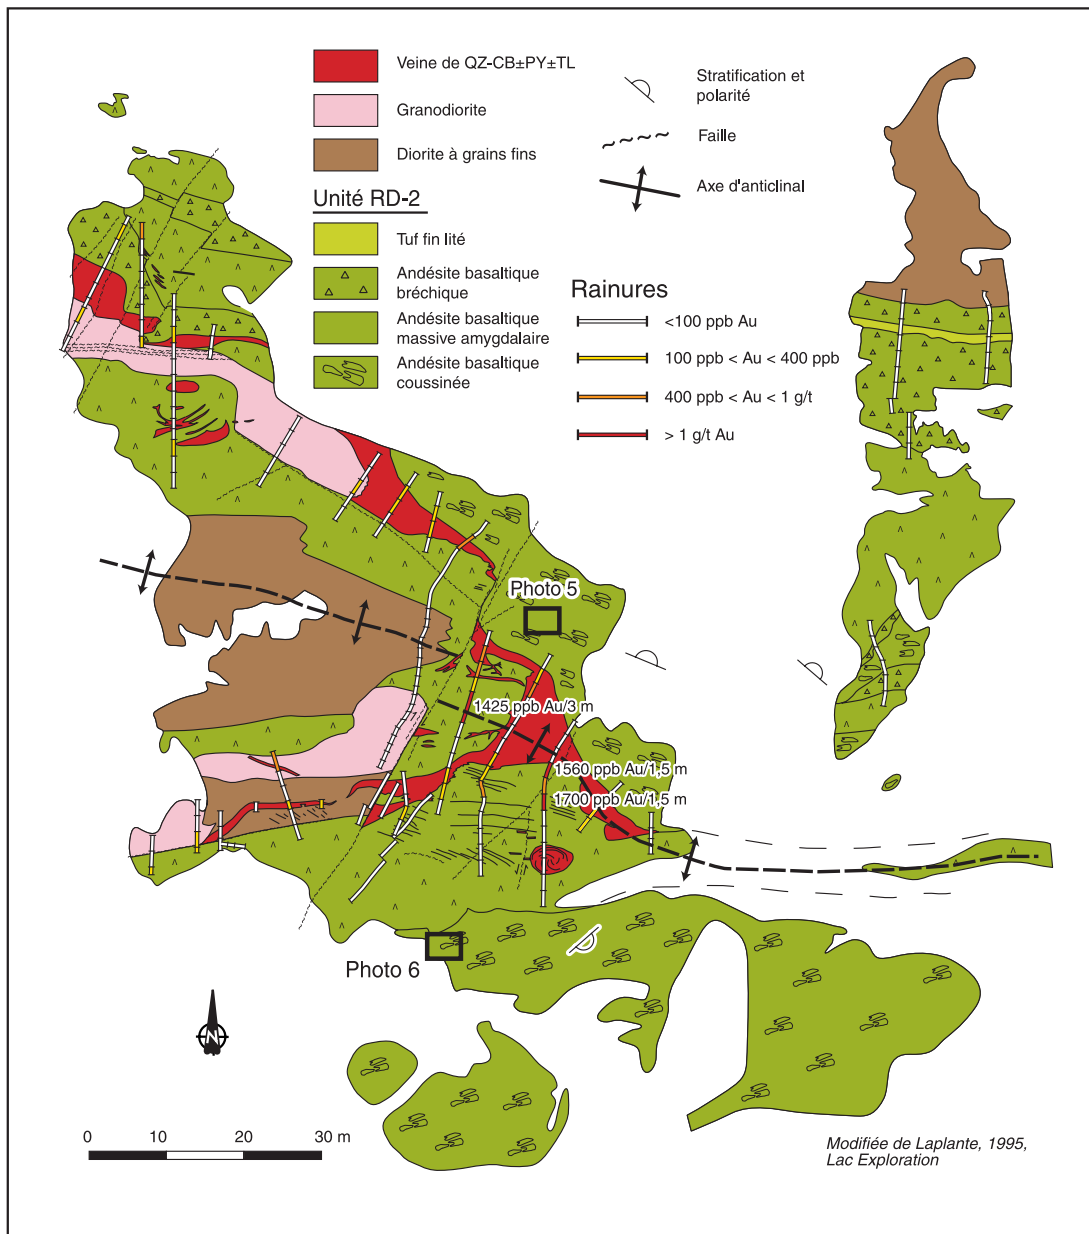 Veine de QZ-CB±PY±TL
Granodiorite
Diorite à grains fins
Unité RD-2
Tuf fin lité
Andésite basaltique
bréchique
Andésite basaltique
massive amygdalaire
Andésite basaltique
coussinée
Stratification et
polarité
Faille
Axe d'anticlinal
Rainures
<100 ppb Au
100 ppb < Au < 400 ppb
400 ppb < Au < 1 g/t
> 1 g/t Au
Photo 5
1425 ppb Au/3 m
1560 ppb Au/1,5 m
1700 ppb Au/1,5 m
Photo 6
N
0 10 20 30 m
Modifiée de Laplante, 1995,
Lac Exploration